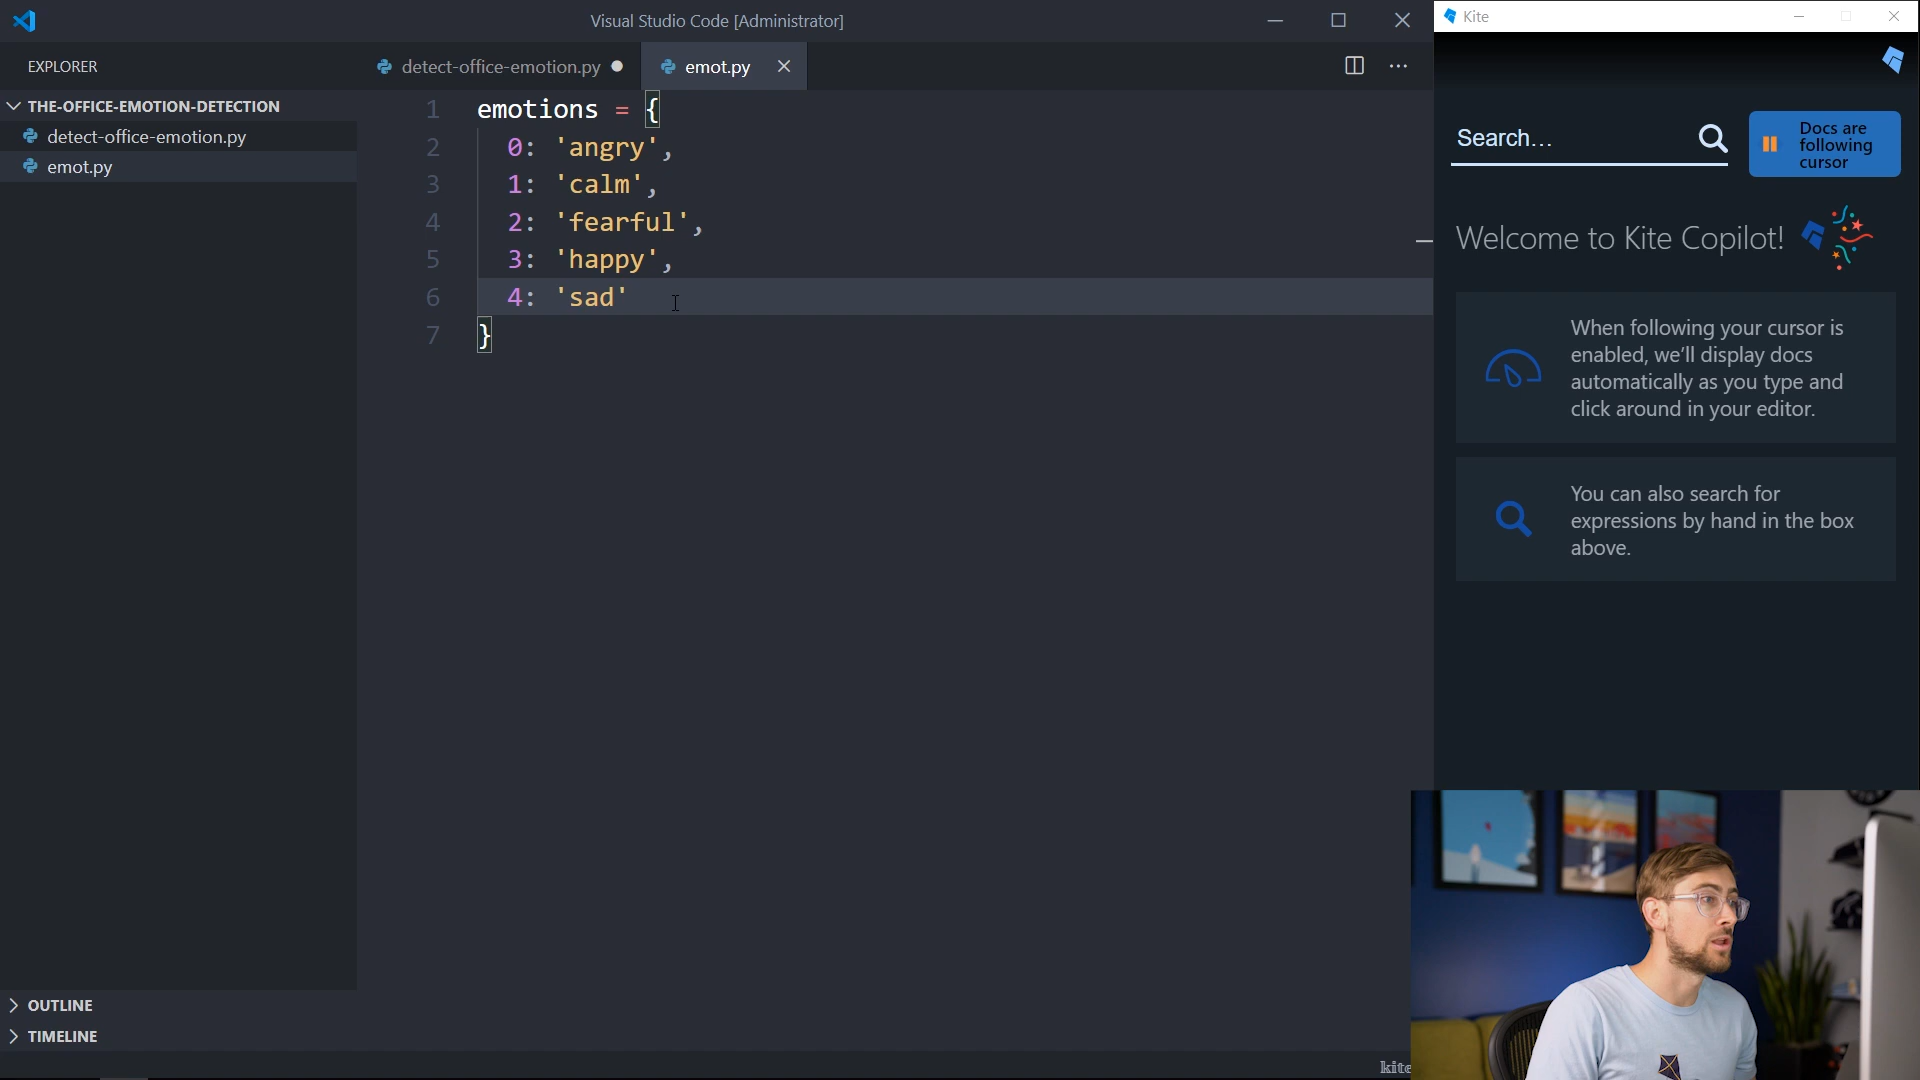 Visual Studio Code [Administrator]
EXPLORER
THE-OFFICE-EMOTION-DETECTION
detect-office-emotion.py
emot.py
OUTLINE
TIMELINE
detect-office-emotion.py
emot.py
1 emotions = {
2 0: 'angry',
3 1: 'calm',
4 2: 'fearful',
5 3: 'happy',
6 4: 'sad'
7 }
kite
Kite
Search...
Docs are
following
cursor
Welcome to Kite Copilot!
When following your cursor is
enabled, we'll display docs
automatically as you type and
click around in your editor.
You can also search for
expressions by hand in the box
above.